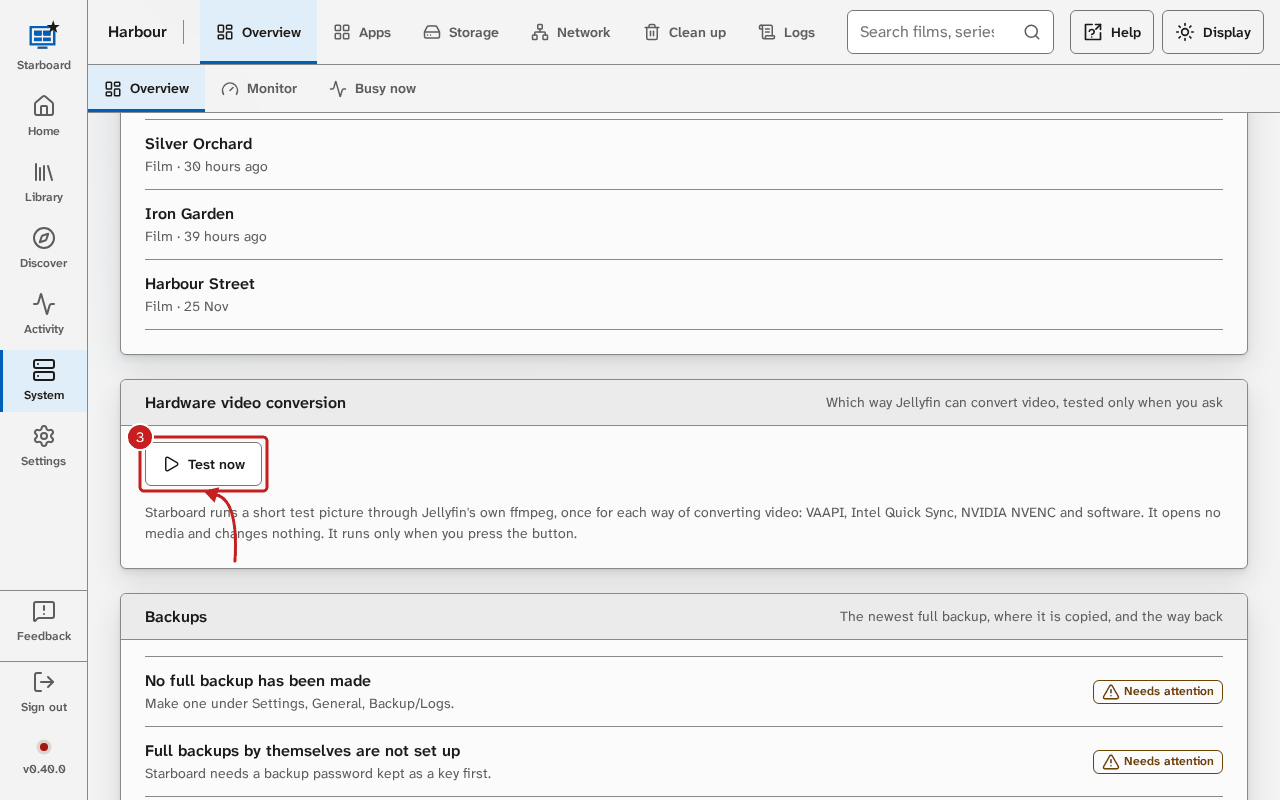 Starboard
Home
Library
Discover
Activity
System
Settings
Feedback
Sign out
v0.40.0
Harbour
Overview
Apps
Storage
Network
Clean up
Logs
Search films, series
Help
Display
Overview
Monitor
Busy now
Silver Orchard
Film · 30 hours ago
Iron Garden
Film · 39 hours ago
Harbour Street
Film · 25 Nov
Hardware video conversion
Which way Jellyfin can convert video, tested only when you ask
3
Test now
Starboard runs a short test picture through Jellyfin's own ffmpeg, once for each way of converting video: VAAPI, Intel Quick Sync, NVIDIA NVENC and software. It opens no
media and changes nothing. It runs only when you press the button.
Backups
The newest full backup, where it is copied, and the way back
No full backup has been made
Make one under Settings, General, Backup/Logs.
Needs attention
Full backups by themselves are not set up
Starboard needs a backup password kept as a key first.
Needs attention